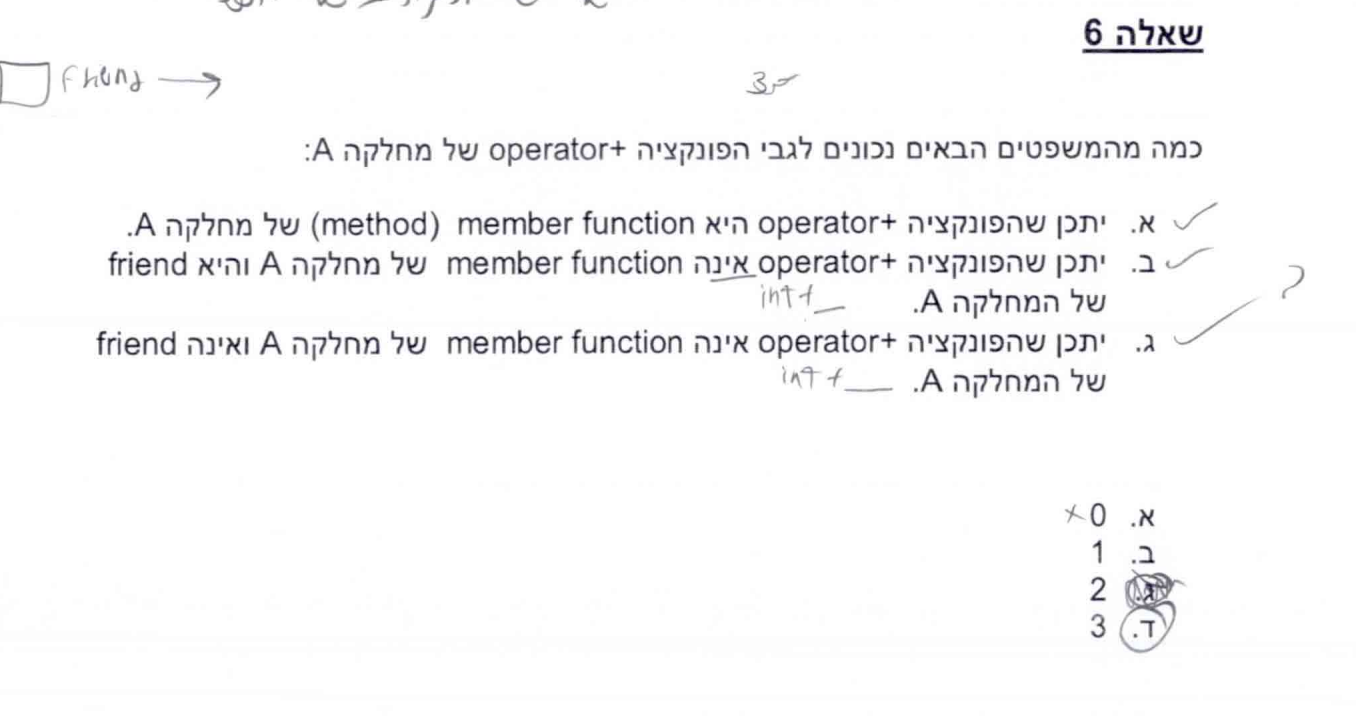 שאלה 6
friend →
3
כמה מהמשפטים הבאים נכונים לגבי הפונקציה operator+ של מחלקה A:
א. יתכן שהפונקציה operator+ היא member function (method) של מחלקה A.
ב. יתכן שהפונקציה operator+ אינה member function של מחלקה A והיא friend
של המחלקה A.
int +
ג. יתכן שהפונקציה operator+ אינה member function של מחלקה A ואינה friend
?
של המחלקה A.
int +
א. 0
ב. 1
ג. 2
ד. 3